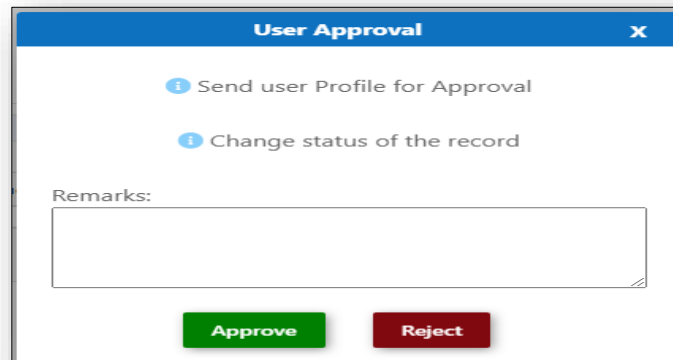 User Approval x
Send user Profile for Approval
Change status of the record
Remarks:
Approve Reject